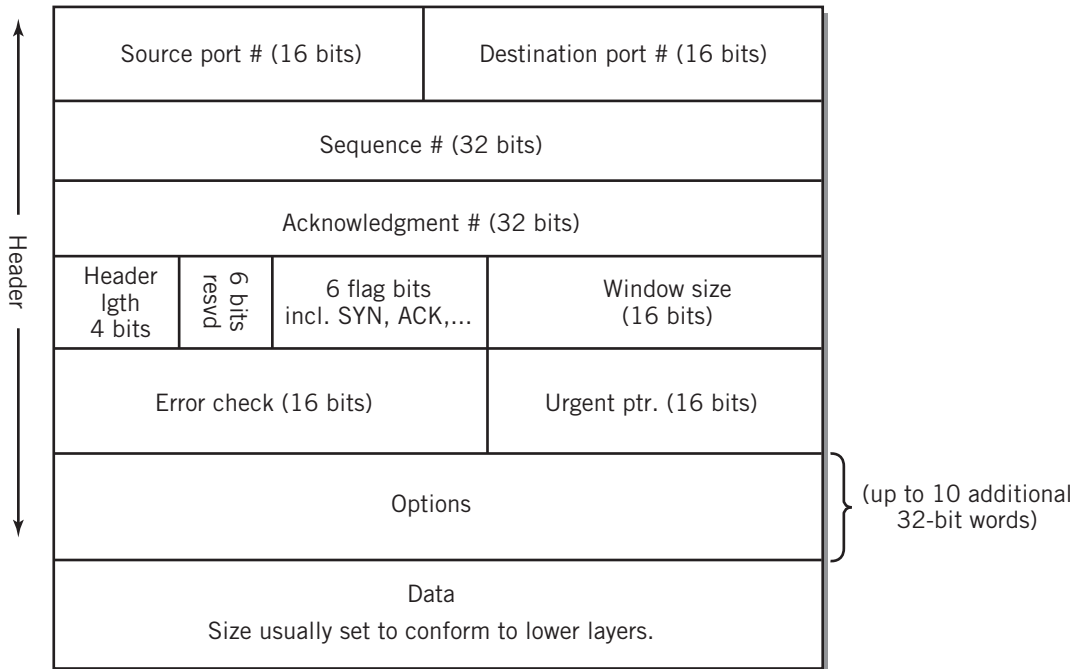 Source port # (16 bits)
Destination port # (16 bits)
Sequence # (32 bits)
Acknowledgment # (32 bits)
Header
Header
lgth
4 bits
6 bits
resvd
6 flag bits
incl. SYN, ACK,...
Window size
(16 bits)
Error check (16 bits)
Urgent ptr. (16 bits)
Options
(up to 10 additional
32-bit words)
Data
Size usually set to conform to lower layers.